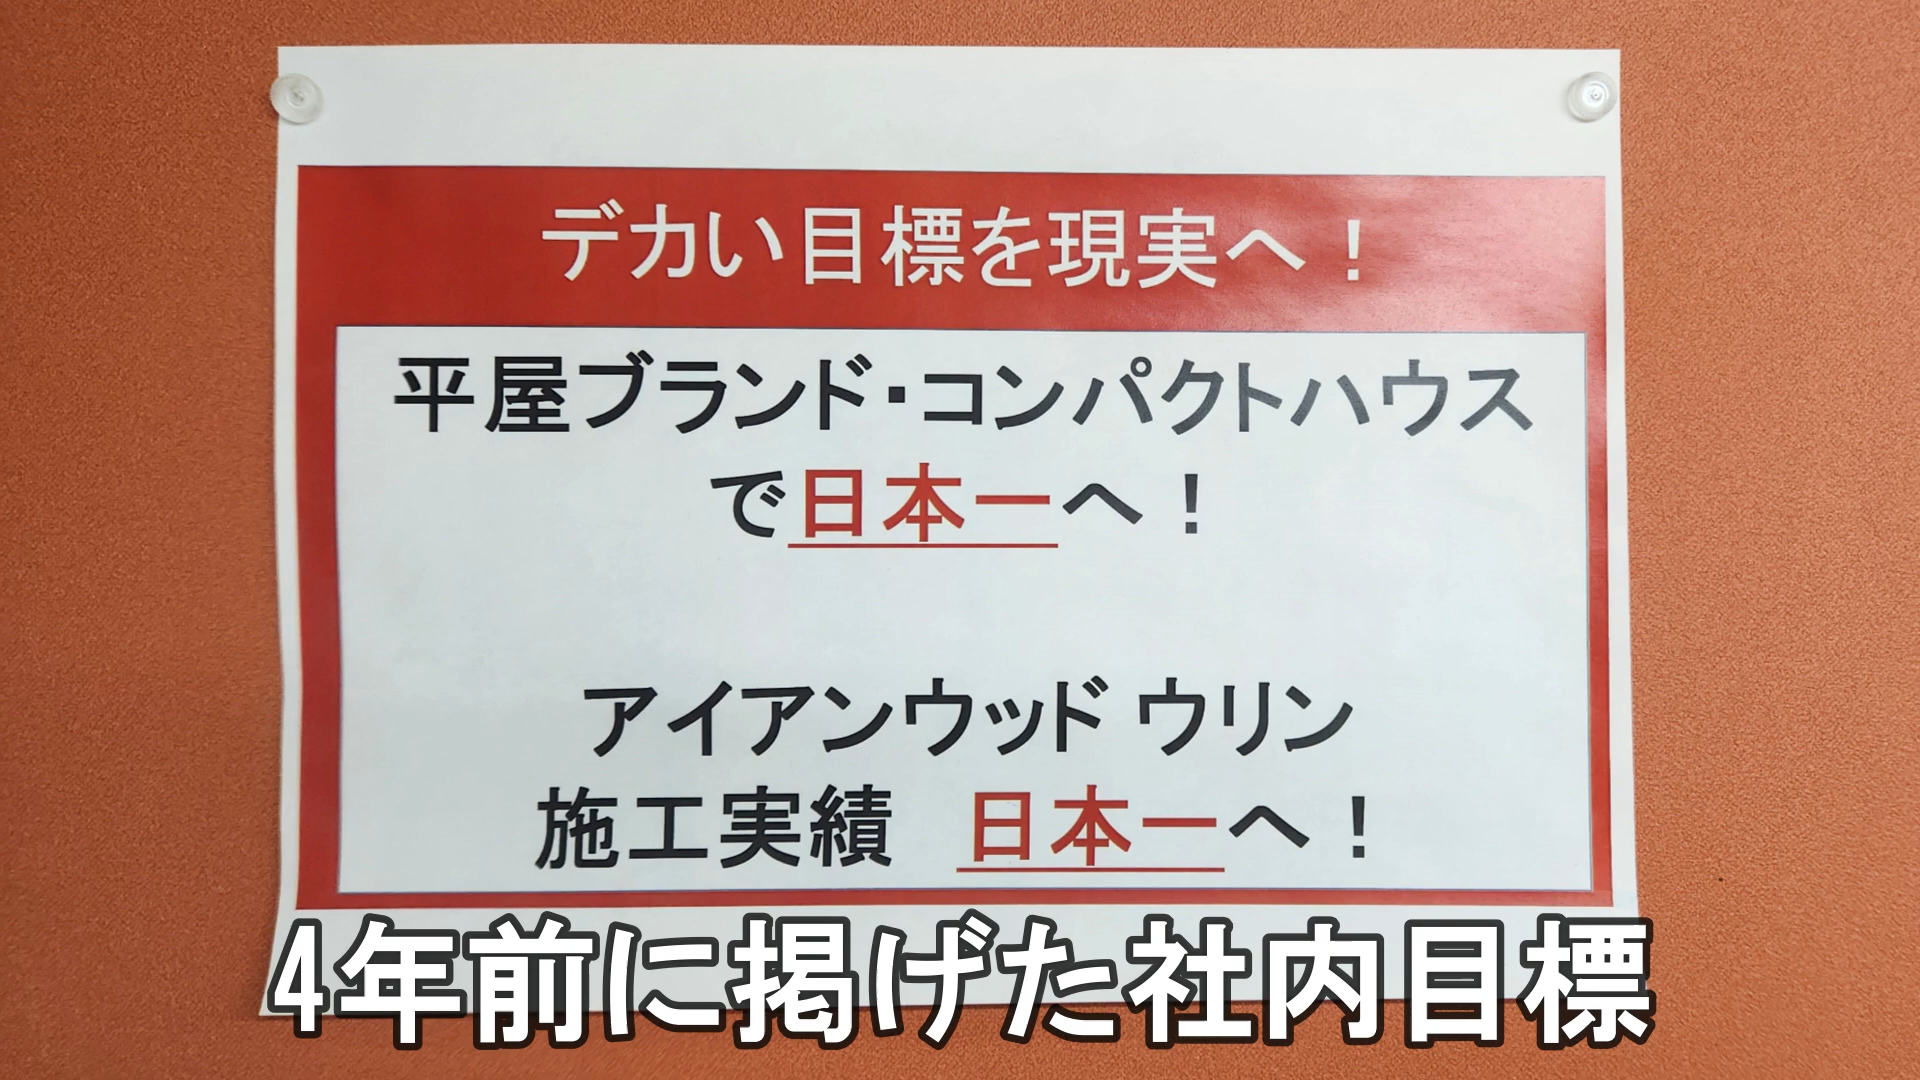 デカい目標を現実へ！
平屋ブランド・コンパクトハウス
で日本一へ！
アイアンウッド ウリン
施工実績　日本一へ！
4年前に掲げた社内目標